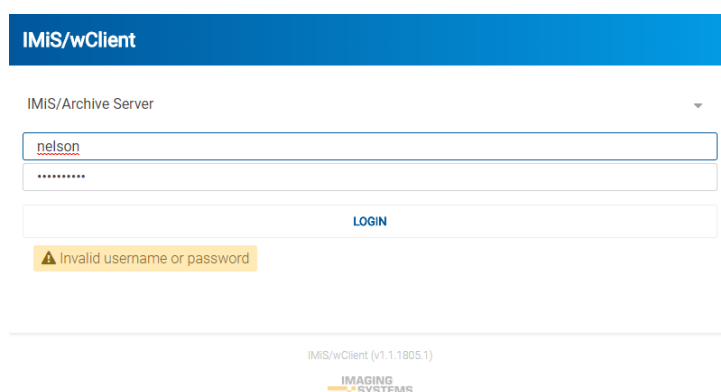 IMiS/wClient
IMiS/Archive Server
nelson
••••••••••
LOGIN
Invalid username or password
IMiS/wClient (v1.1.1805.1)
IMAGING
SYSTEMS